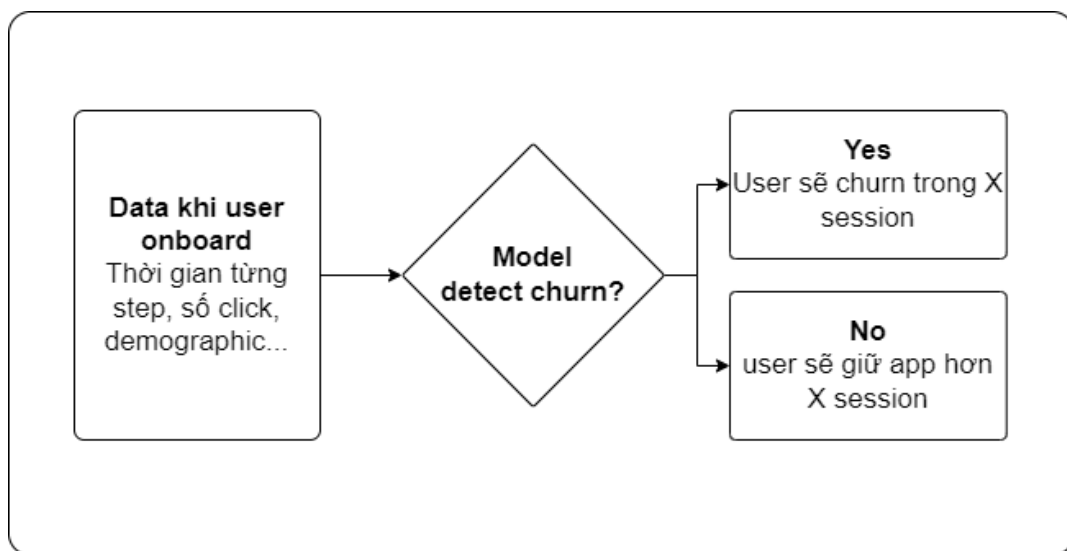 Data khi user
onboard
Thời gian từng
step, số click,
demographic...
Model
detect churn?
Yes
User sẽ churn trong X
session
No
user sẽ giữ app hơn
X session